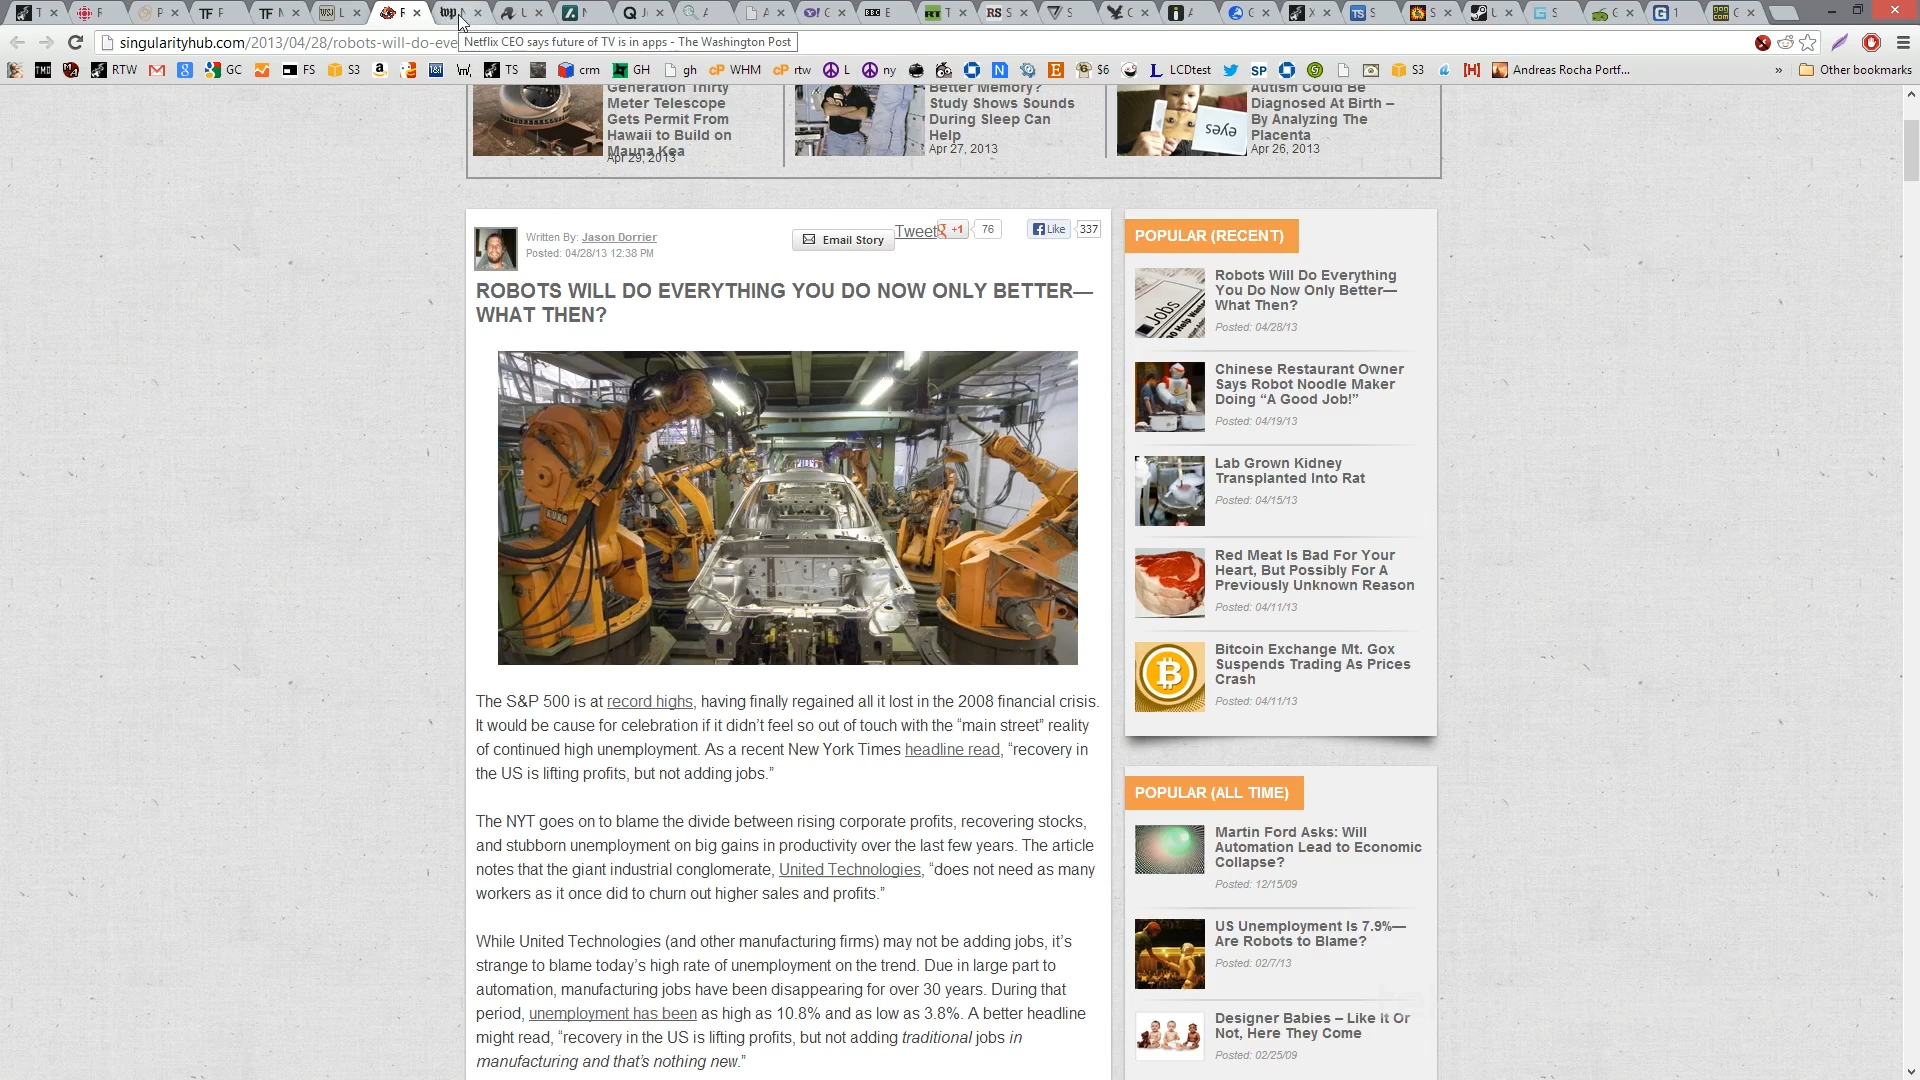 singularityhub.com/2013/04/28/robots-will-do-eve
Netflix CEO says future of TV is in apps - The Washington Post
RTW
GC
FS
S3
TS
crm
GH
gh
WHM
rtw
L
ny
$6
LCDtest
S3
Andreas Rocha Portf...
»
Other bookmarks
Generation Thirty
Meter Telescope
Gets Permit From
Hawaii to Build on
Mauna Kea
Apr 29, 2013
Better Memory?
Study Shows Sounds
During Sleep Can
Help
Apr 27, 2013
eyes
Autism Could Be
Diagnosed At Birth –
By Analyzing The
Placenta
Apr 26, 2013
Written By: Jason Dorrier
Posted: 04/28/13 12:38 PM
Email Story
Tweet
+1
76
Like
337
ROBOTS WILL DO EVERYTHING YOU DO NOW ONLY BETTER—
WHAT THEN?
The S&P 500 is at record highs, having finally regained all it lost in the 2008 financial crisis.
It would be cause for celebration if it didn’t feel so out of touch with the “main street” reality
of continued high unemployment. As a recent New York Times headline read, “recovery in
the US is lifting profits, but not adding jobs.”
The NYT goes on to blame the divide between rising corporate profits, recovering stocks,
and stubborn unemployment on big gains in productivity over the last few years. The article
notes that the giant industrial conglomerate, United Technologies, “does not need as many
workers as it once did to churn out higher sales and profits.”
While United Technologies (and other manufacturing firms) may not be adding jobs, it’s
strange to blame today’s high rate of unemployment on the trend. Due in large part to
automation, manufacturing jobs have been disappearing for over 30 years. During that
period, unemployment has been as high as 10.8% and as low as 3.8%. A better headline
might read, “recovery in the US is lifting profits, but not adding traditional jobs in
manufacturing and that’s nothing new.”
POPULAR (RECENT)
Jobs
Robots Will Do Everything
You Do Now Only Better—
What Then?
Posted: 04/28/13
Chinese Restaurant Owner
Says Robot Noodle Maker
Doing “A Good Job!”
Posted: 04/19/13
Lab Grown Kidney
Transplanted Into Rat
Posted: 04/15/13
Red Meat Is Bad For Your
Heart, But Possibly For A
Previously Unknown Reason
Posted: 04/11/13
Bitcoin Exchange Mt. Gox
Suspends Trading As Prices
Crash
Posted: 04/11/13
POPULAR (ALL TIME)
Martin Ford Asks: Will
Automation Lead to Economic
Collapse?
Posted: 12/15/09
US Unemployment Is 7.9%—
Are Robots to Blame?
Posted: 02/7/13
Designer Babies – Like It Or
Not, Here They Come
Posted: 02/25/09